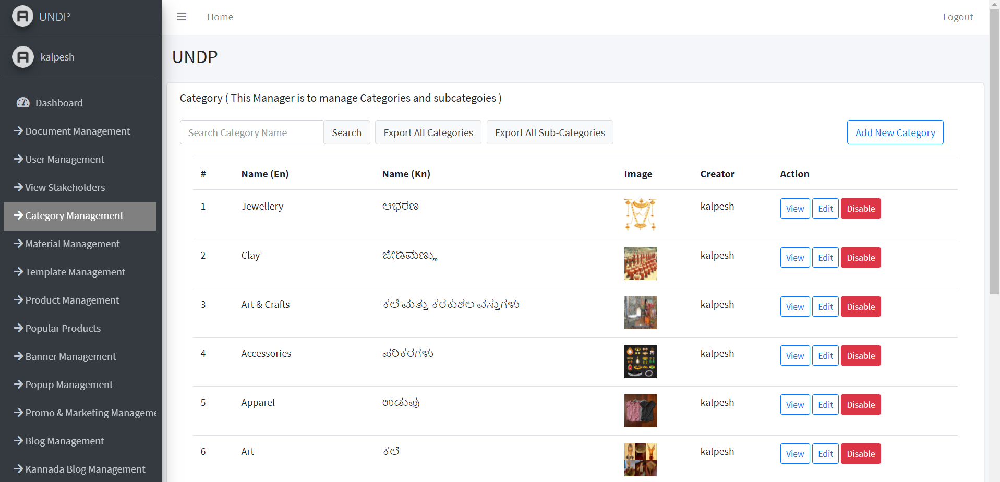 UNDP
Home
Logout
kalpesh
UNDP
Dashboard
Document Management
User Management
View Stakeholders
Category Management
Material Management
Template Management
Product Management
Popular Products
Banner Management
Popup Management
Promo & Marketing Manageme
Blog Management
Kannada Blog Management
Category ( This Manager is to manage Categories and subcategoies )
Search Category Name Search Export All Categories Export All Sub-Categories Add New Category
# Name (En) Name (Kn) Image Creator Action
1 Jewellery ಆಭರಣ kalpesh View Edit Disable
2 Clay ಜೇಡಿಮಣ್ಣು kalpesh View Edit Disable
3 Art & Crafts ಕಲೆ ಮತ್ತು ಕರಕುಶಲ ವಸ್ತುಗಳು kalpesh View Edit Disable
4 Accessories ಪರಿಕರಗಳು kalpesh View Edit Disable
5 Apparel ಉಡುಪು kalpesh View Edit Disable
6 Art ಕಲೆ kalpesh View Edit Disable